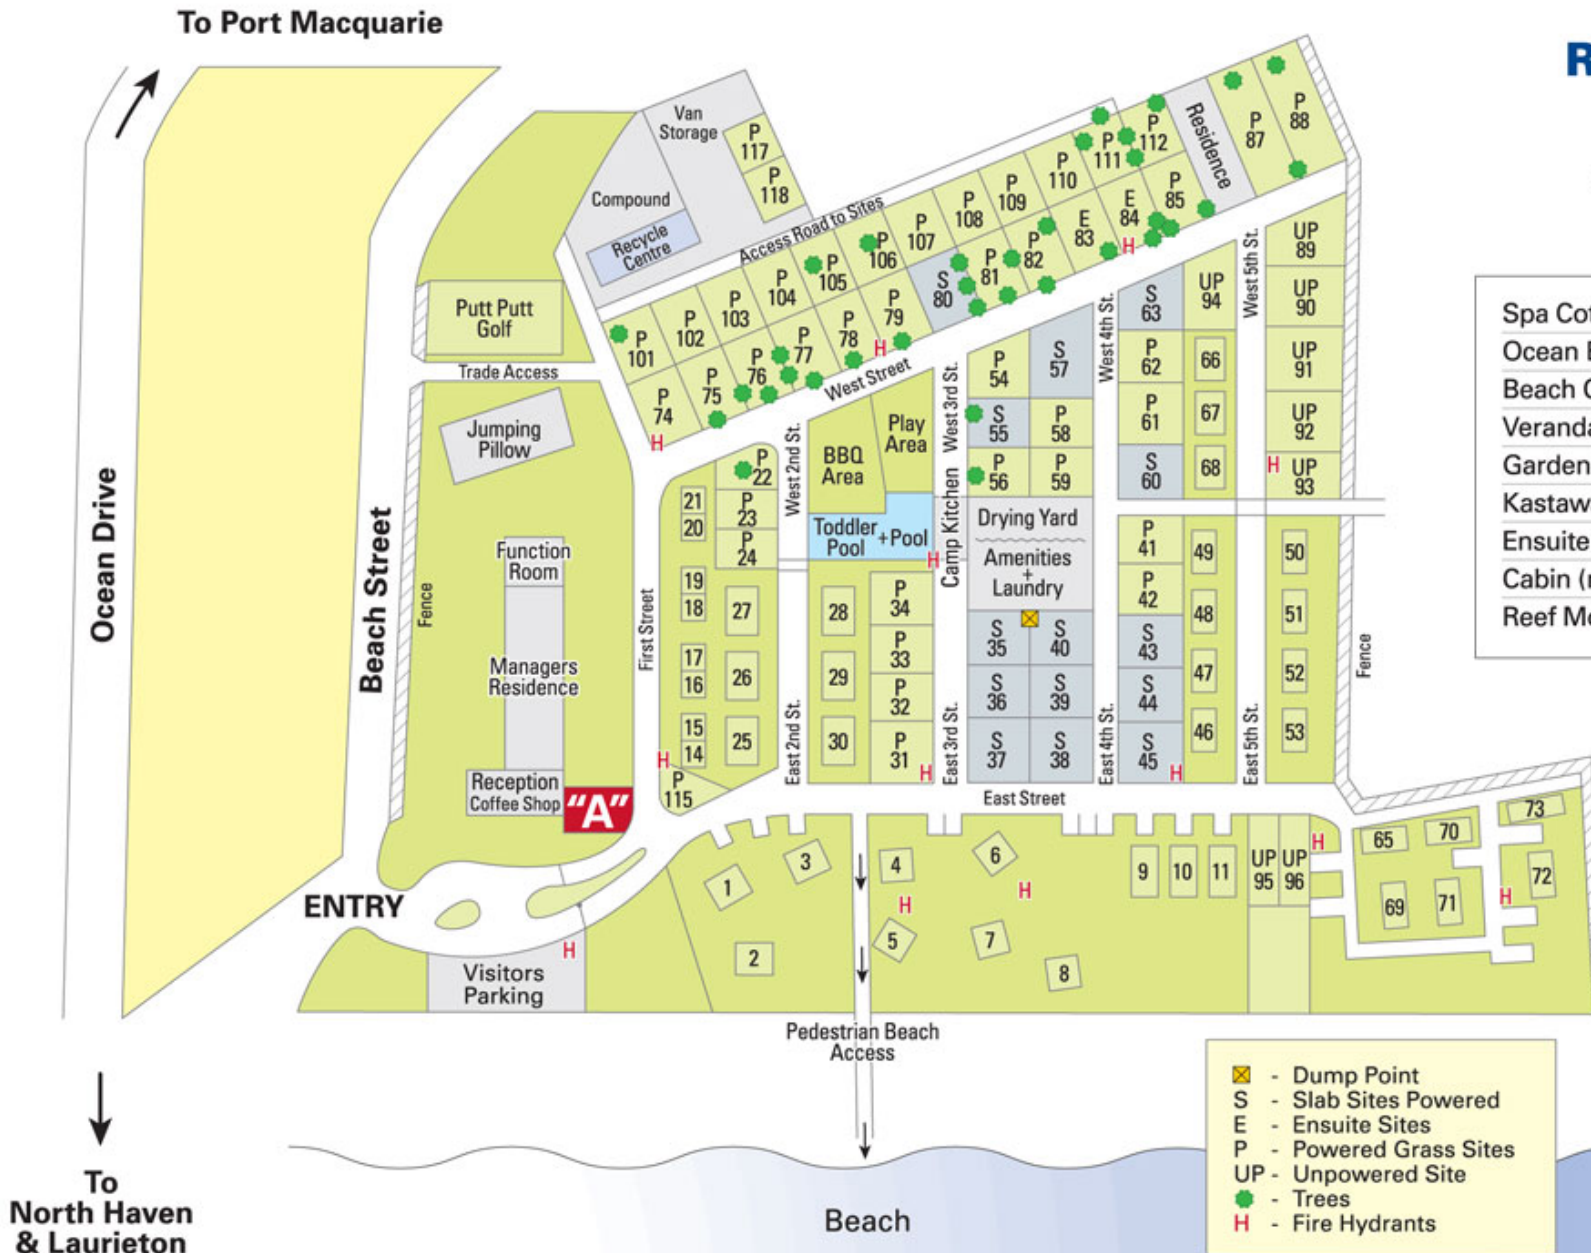 To Port Macquarie
R
Van
Storage
P
117
P
118
Compound
Recycle
Centre
Access Road to Sites
P
101
P
102
P
103
P
104
P
105
P
106
P
107
P
108
P
109
P
110
P
111
P
112
Residence
P
87
P
88
P
74
P
75
P
76
P
77
P
78
P
79
S
80
P
81
P
82
E
83
E
84
P
85
H
H
H
West Street
Putt Putt
Golf
Trade Access
Jumping
Pillow
Ocean Drive
Beach Street
Fence
Function
Room
Managers
Residence
Reception
Coffee Shop
"A"
First Street
P
22
P
23
P
24
21
20
19
18
17
16
15
14
27
26
25
H
P
115
West 2nd St.
East 2nd St.
BBQ
Area
Play
Area
Toddler
Pool
+Pool
H
28
29
30
P
34
P
33
P
32
P
31
H
West 3rd St.
Camp Kitchen
East 3rd St.
P
54
S
57
S
55
P
58
P
56
P
59
Drying Yard
Amenities
+
Laundry
S
35
S
40
S
36
S
39
S
37
S
38
West 4th St.
East 4th St.
S
63
UP
94
P
62
66
P
61
67
S
60
68
P
41
49
P
42
48
S
43
47
S
44
46
S
45
H
West 5th St.
East 5th St.
UP
89
UP
90
UP
91
UP
92
H
UP
93
50
51
52
53
Fence
Spa Cot
Ocean
Beach
Veranda
Garden
Kastaw
Ensuite
Cabin (
Reef Mo
East Street
ENTRY
Visitors
Parking
H
1
2
3
4
5
H
6
7
H
8
9
10
11
UP
95
UP
96
H
65
70
73
69
71
H
72
Pedestrian Beach
Access
To
North Haven
& Laurieton
Beach
- Dump Point
S - Slab Sites Powered
E - Ensuite Sites
P - Powered Grass Sites
UP - Unpowered Site
- Trees
H - Fire Hydrants